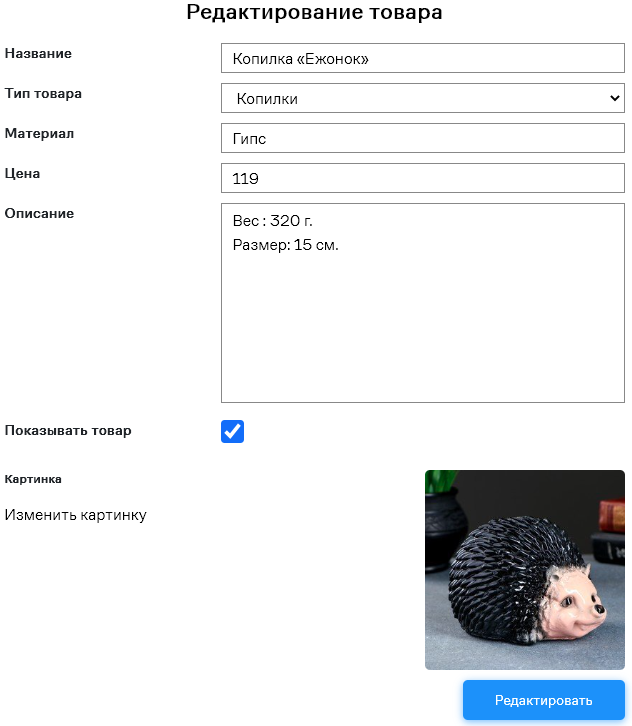 Редактирование товара
Название
Копилка «Ежонок»
Тип товара
Копилки
Материал
Гипс
Цена
119
Описание
Вес : 320 г.
Размер: 15 см.
Показывать товар
Картинка
Изменить картинку
Редактировать